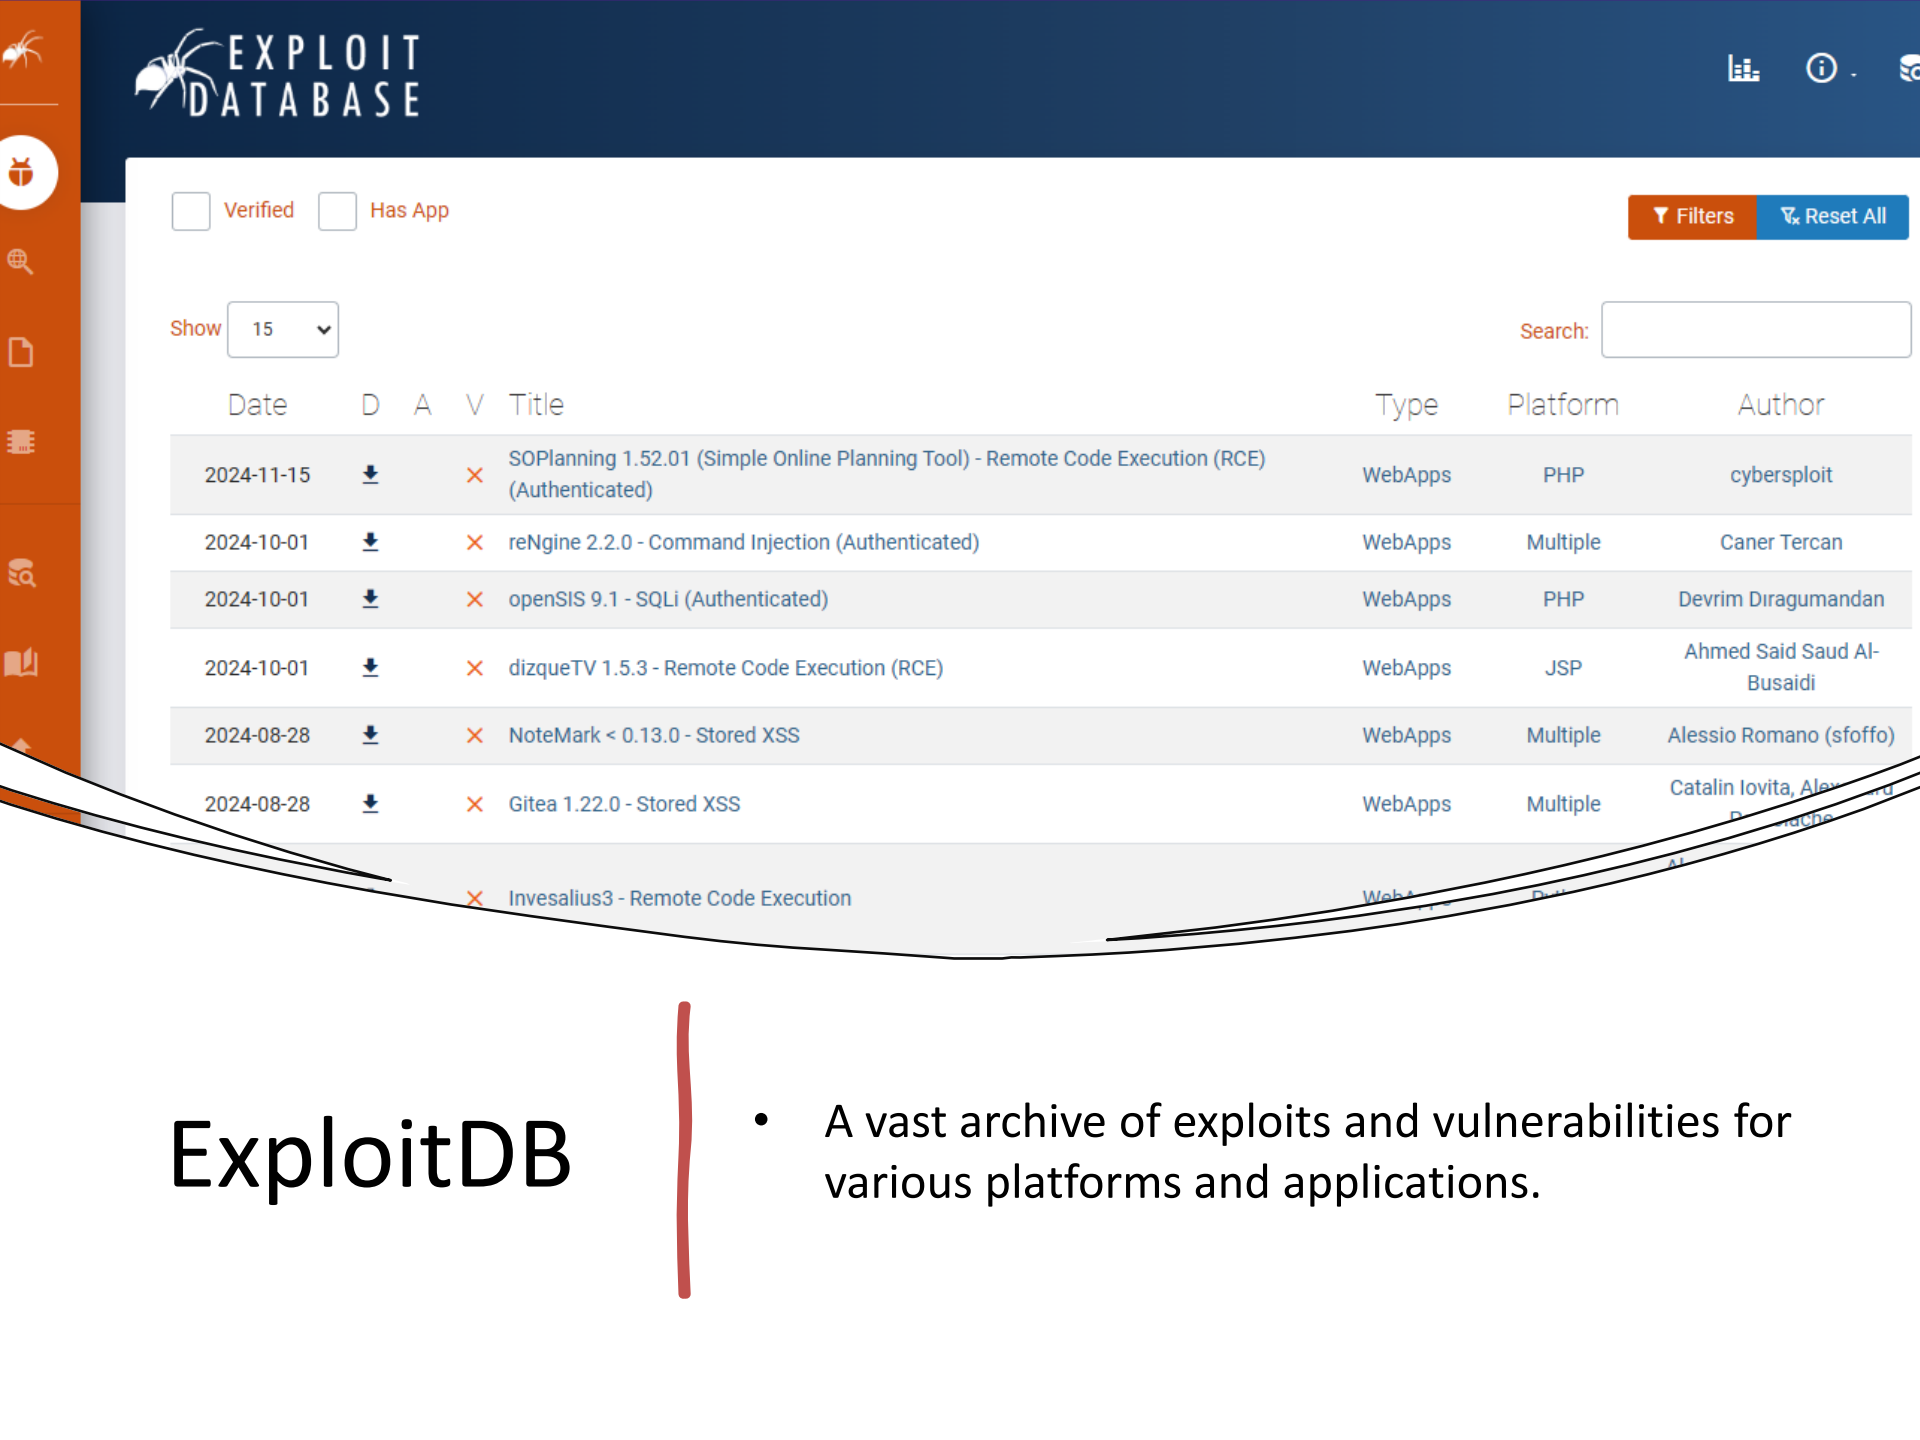 EXPLOIT
DATABASE
Verified
Has App
Filters
Reset All
Show 15
Search:
Date D A V Title Type Platform Author
2024-11-15 SOPlanning 1.52.01 (Simple Online Planning Tool) - Remote Code Execution (RCE)
(Authenticated) WebApps PHP cybersploit
2024-10-01 reNgine 2.2.0 - Command Injection (Authenticated) WebApps Multiple Caner Tercan
2024-10-01 openSIS 9.1 - SQLi (Authenticated) WebApps PHP Devrim Dıragumandan
2024-10-01 dizqueTV 1.5.3 - Remote Code Execution (RCE) WebApps JSP Ahmed Said Saud Al-
Busaidi
2024-08-28 NoteMark < 0.13.0 - Stored XSS WebApps Multiple Alessio Romano (sfoffo)
2024-08-28 Gitea 1.22.0 - Stored XSS WebApps Multiple Catalin Iovita,
Invesalius3 - Remote Code Execution WebApps
ExploitDB
• A vast archive of exploits and vulnerabilities for
various platforms and applications.